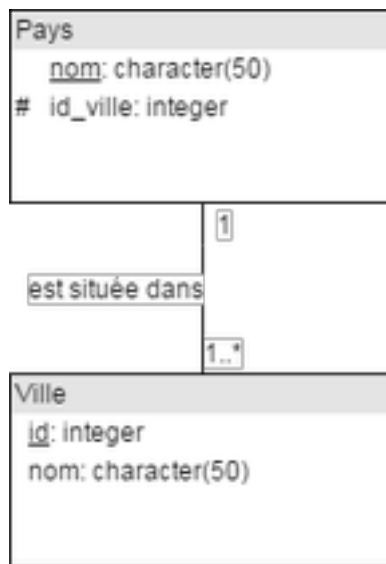 Pays
nom: character(50)
# id_ville: integer
1
est située dans
1..*
Ville
id: integer
nom: character(50)